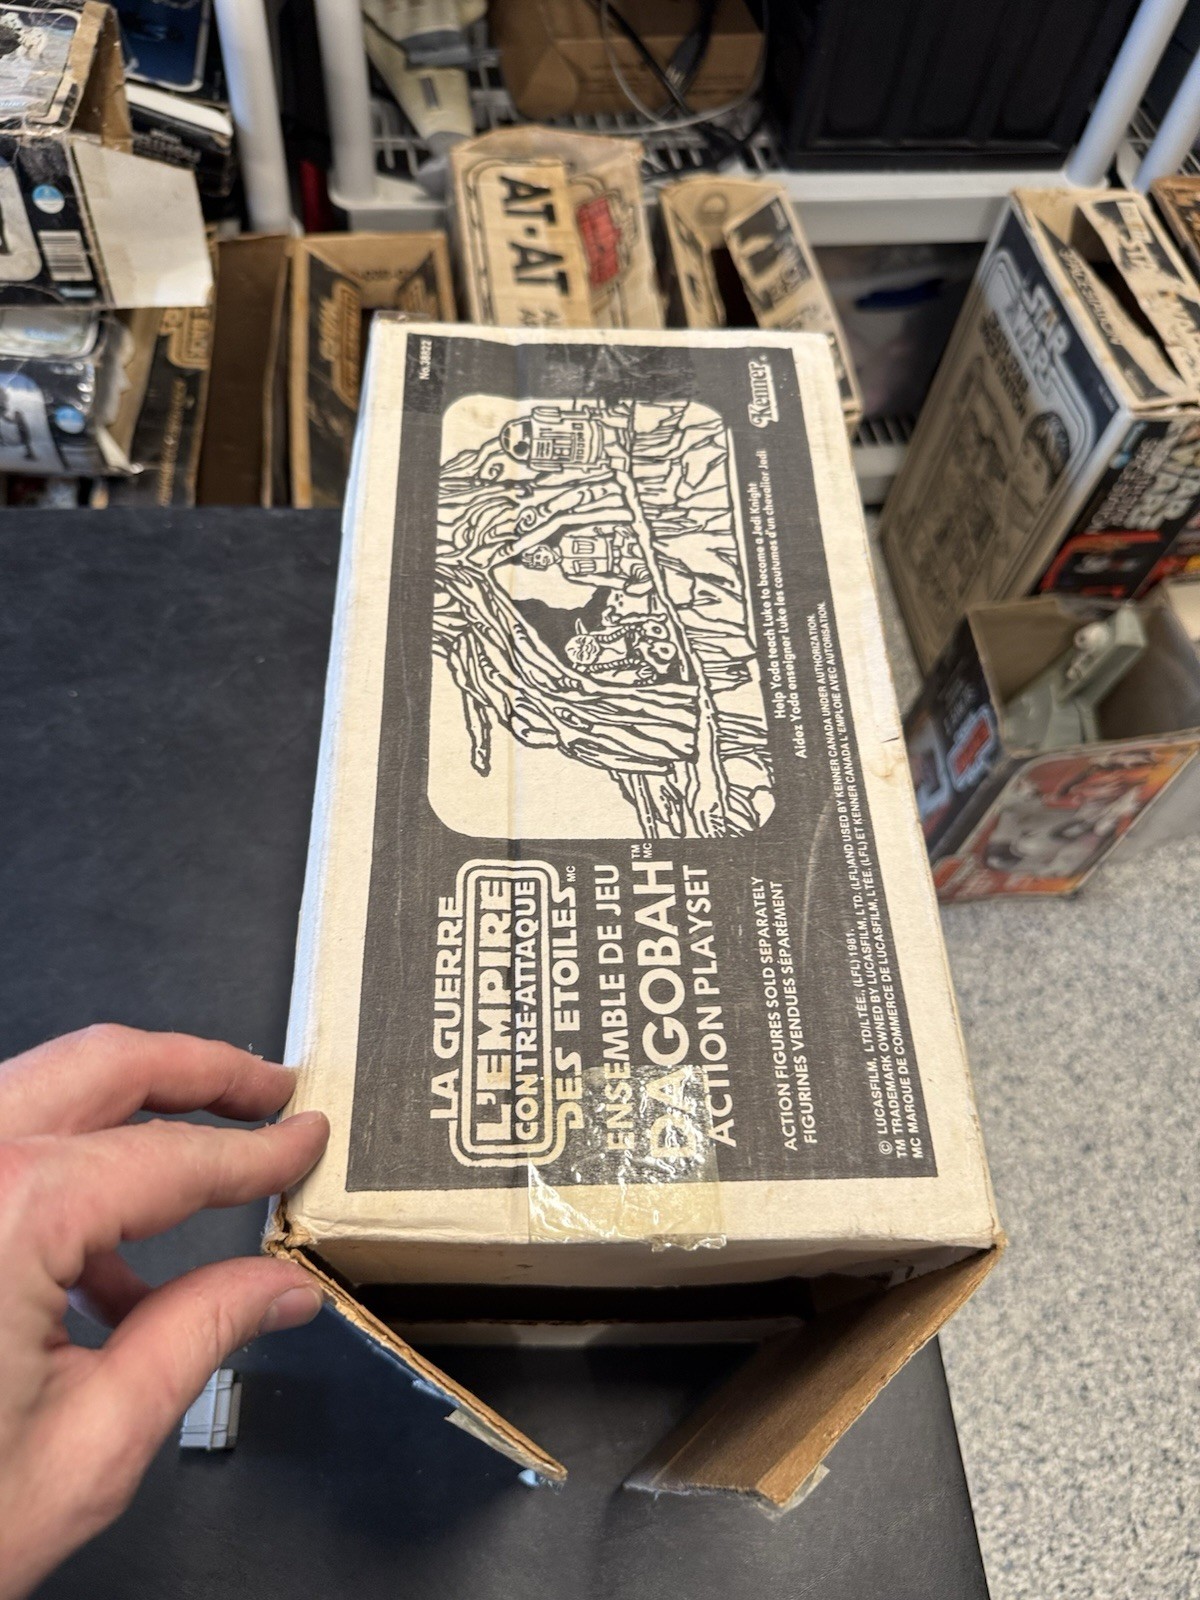 No. 38822
Kenner.
Help Yoda teach Luke to become a Jedi Knight
Aidez Yoda enseigner Luke les coutumes d'un chevalier Jedi
LA GUERRE
L'EMPIRE
CONTRE-ATTAQUE
DES ETOILES MC
ENSEMBLE DE JEU
DAGOBAH TM MC
ACTION PLAYSET
ACTION FIGURES SOLD SEPARATELY
FIGURINES VENDUES SÉPARÉMENT
© LUCASFILM, LTD/LTÉE., (LFL) 1981.
TM TRADEMARK OWNED BY LUCASFILM, LTD. (LFL) AND USED BY KENNER CANADA UNDER AUTHORIZATION.
MC MARQUE DE COMMERCE DE LUCASFILM, LTÉE. (LFL) ET KENNER CANADA L'EMPLOIE AVEC AUTORISATION.
AT-AT
STAR
WARS